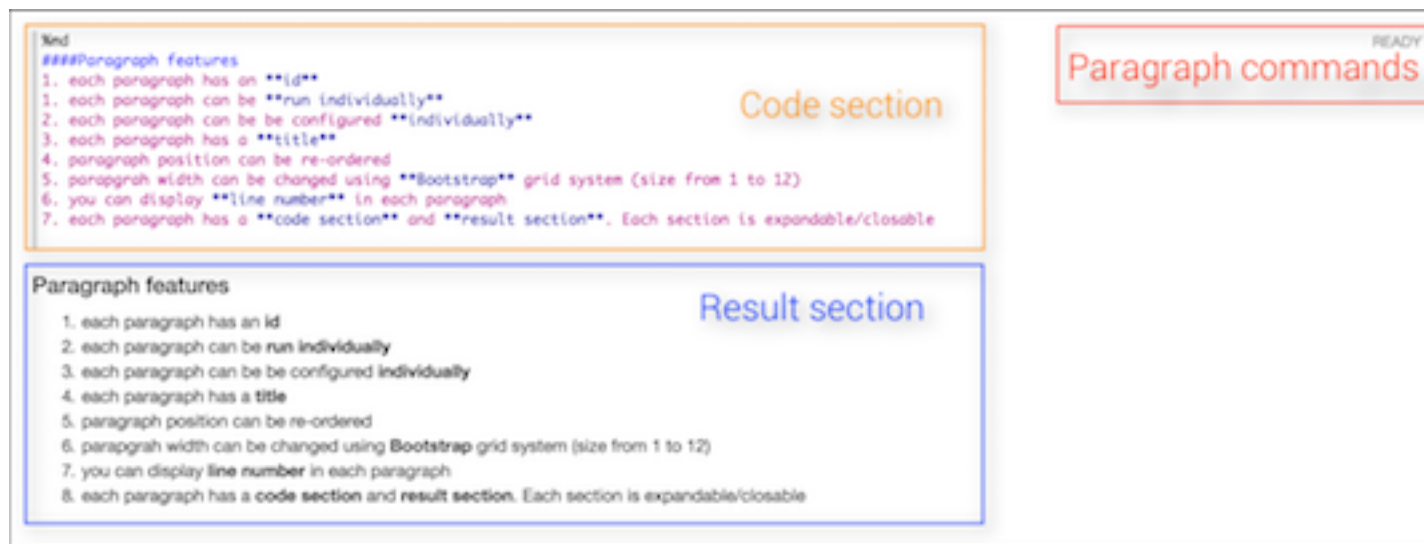 %md
####Paragraph features
1. each paragraph has an **id**
1. each paragraph can be **run individually**
2. each paragraph can be be configured **individually**
3. each paragraph has a **title**
4. paragraph position can be re-ordered
5. parapgrah width can be changed using **Bootstrap** grid system (size from 1 to 12)
6. you can display **line number** in each paragraph
7. each paragraph has a **code section** and **result section**. Each section is expandable/closable
Code section
READY
Paragraph commands
Paragraph features
1. each paragraph has an id
2. each paragraph can be run individually
3. each paragraph can be be configured individually
4. each paragraph has a title
5. paragraph position can be re-ordered
6. parapgrah width can be changed using Bootstrap grid system (size from 1 to 12)
7. you can display line number in each paragraph
8. each paragraph has a code section and result section. Each section is expandable/closable
Result section